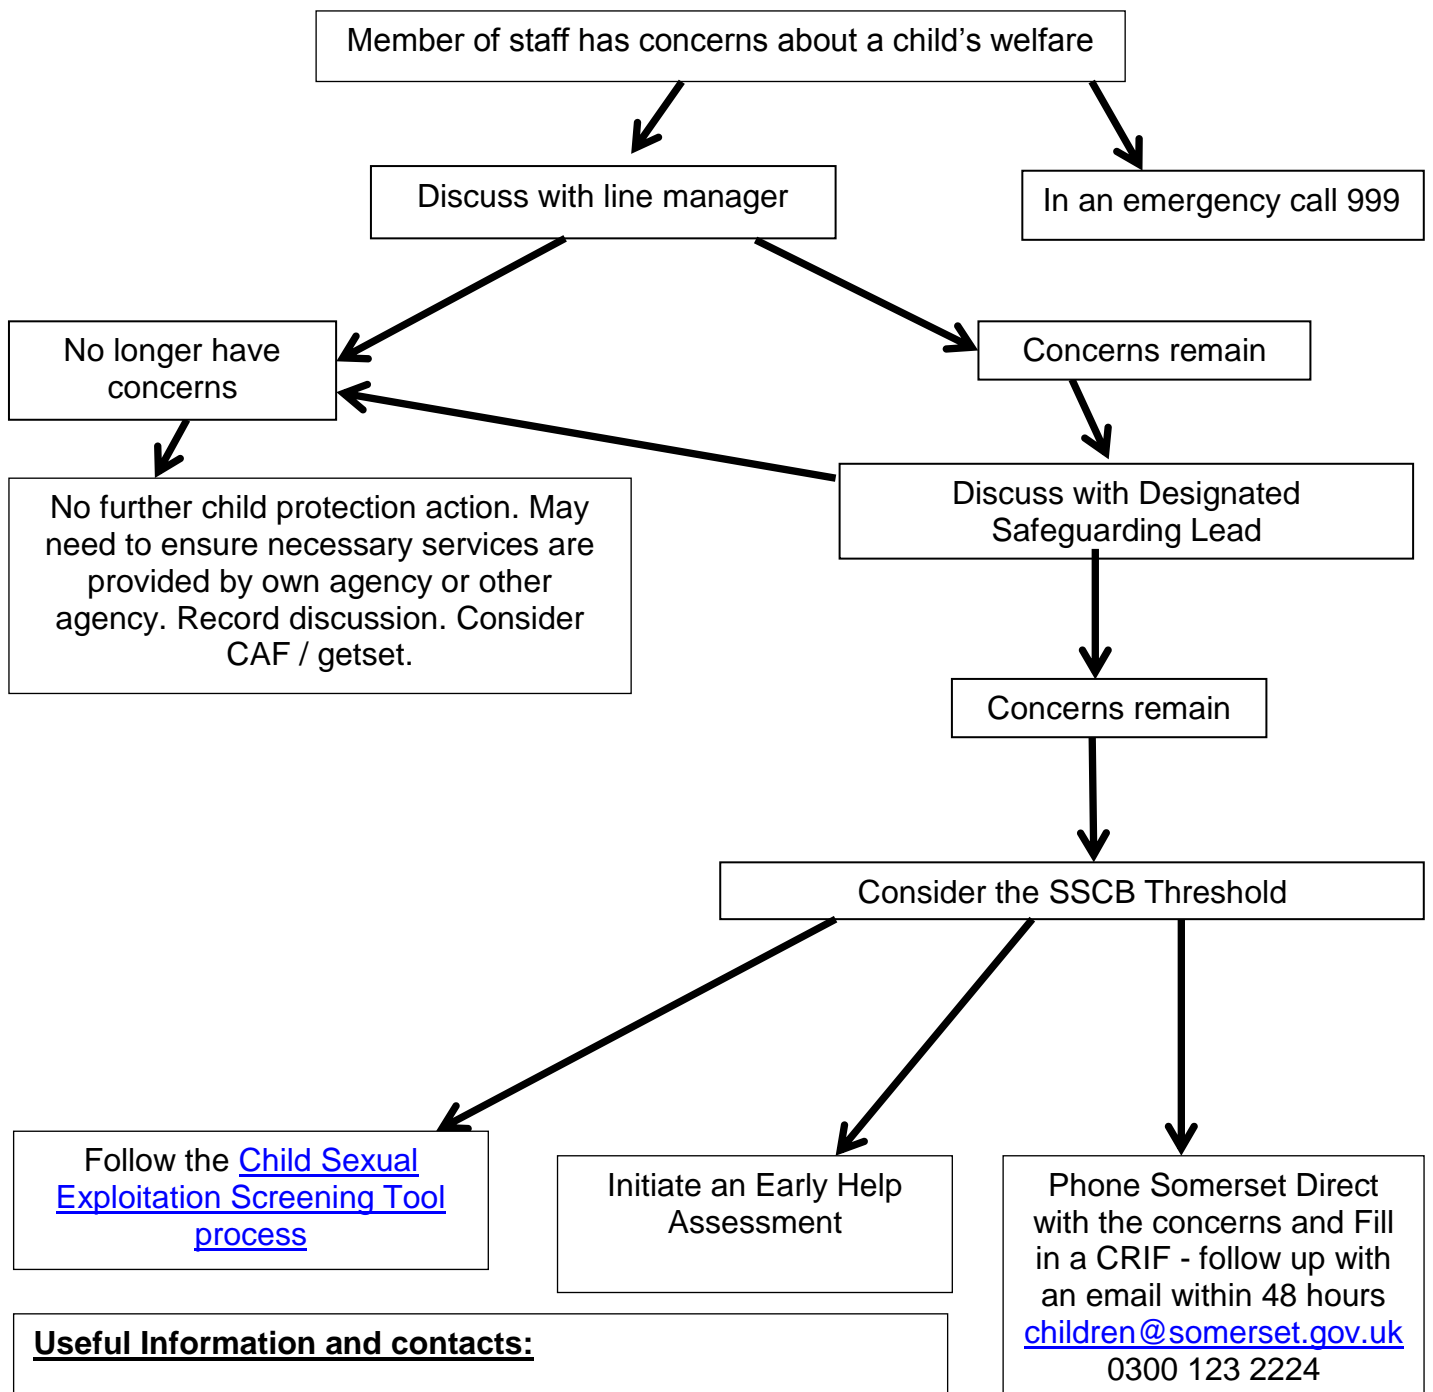 Member of staff has concerns about a child’s welfare
Discuss with line manager
In an emergency call 999
No longer have
concerns
Concerns remain
No further child protection action. May
need to ensure necessary services are
provided by own agency or other
agency. Record discussion. Consider
CAF / getset.
Discuss with Designated
Safeguarding Lead
Concerns remain
Consider the SSCB Threshold
Follow the Child Sexual
Exploitation Screening Tool
process
Initiate an Early Help
Assessment
Phone Somerset Direct
with the concerns and Fill
in a CRIF - follow up with
an email within 48 hours
children@somerset.gov.uk
0300 123 2224
Useful Information and contacts: